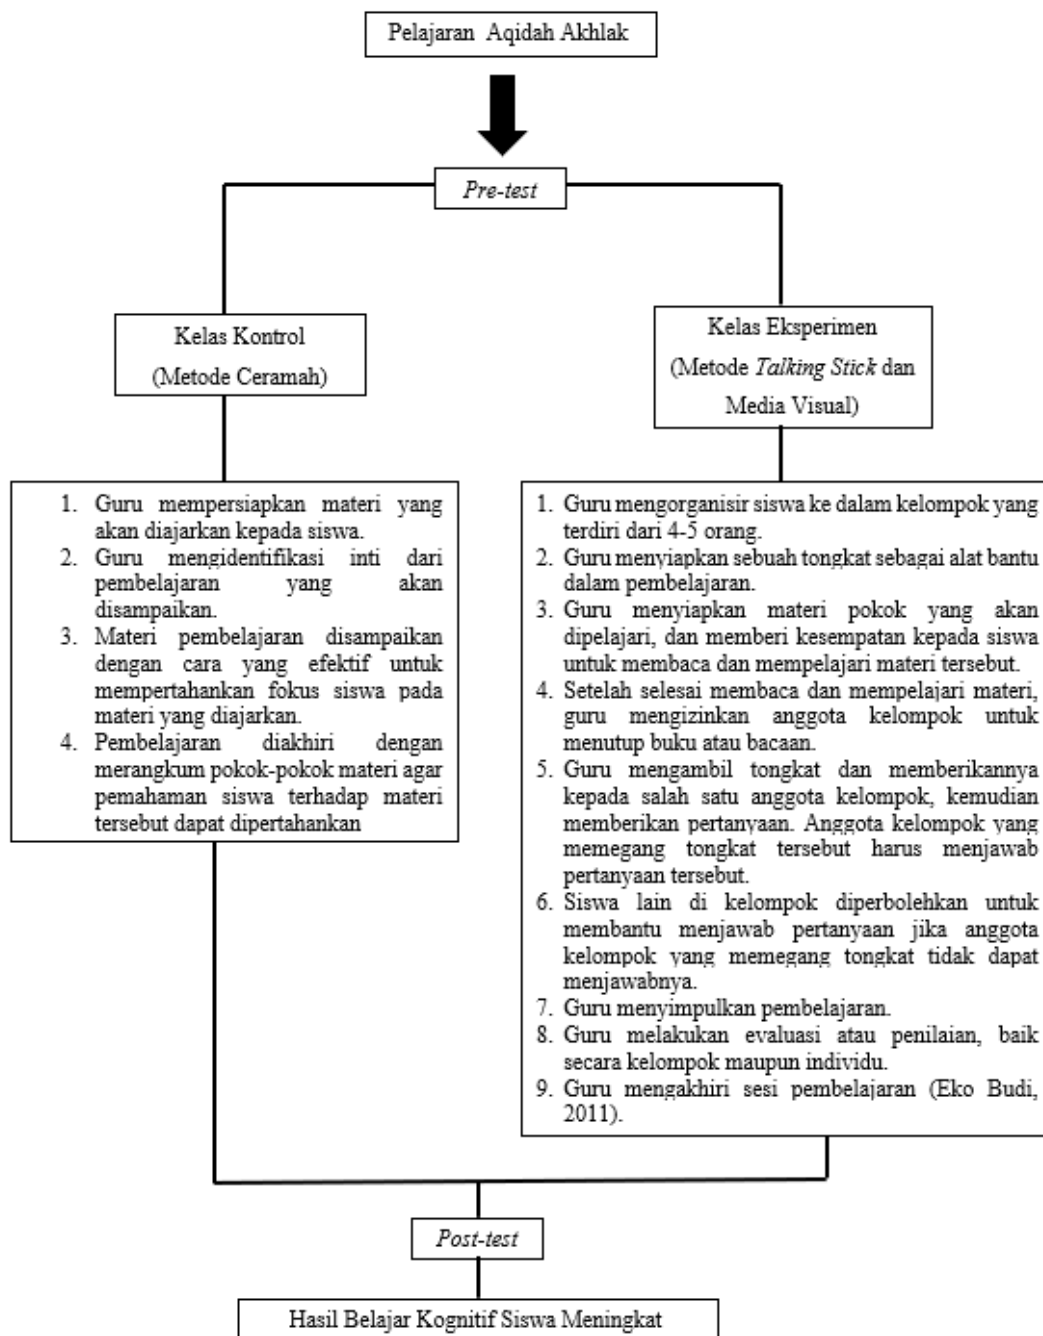 Pelajaran Aqidah Akhlak
Pre-test
Kelas Kontrol
(Metode Ceramah)
Kelas Eksperimen
(Metode Talking Stick dan
Media Visual)
1. Guru mempersiapkan materi yang
akan diajarkan kepada siswa.
2. Guru mengidentifikasi inti dari
pembelajaran yang akan
disampaikan.
3. Materi pembelajaran disampaikan
dengan cara yang efektif untuk
mempertahankan fokus siswa pada
materi yang diajarkan.
4. Pembelajaran diakhiri dengan
merangkum pokok-pokok materi agar
pemahaman siswa terhadap materi
tersebut dapat dipertahankan
1. Guru mengorganisir siswa ke dalam kelompok yang
terdiri dari 4-5 orang.
2. Guru menyiapkan sebuah tongkat sebagai alat bantu
dalam pembelajaran.
3. Guru menyiapkan materi pokok yang akan
dipelajari, dan memberi kesempatan kepada siswa
untuk membaca dan mempelajari materi tersebut.
4. Setelah selesai membaca dan mempelajari materi,
guru mengizinkan anggota kelompok untuk
menutup buku atau bacaan.
5. Guru mengambil tongkat dan memberikannya
kepada salah satu anggota kelompok, kemudian
memberikan pertanyaan. Anggota kelompok yang
memegang tongkat tersebut harus menjawab
pertanyaan tersebut.
6. Siswa lain di kelompok diperbolehkan untuk
membantu menjawab pertanyaan jika anggota
kelompok yang memegang tongkat tidak dapat
menjawabnya.
7. Guru menyimpulkan pembelajaran.
8. Guru melakukan evaluasi atau penilaian, baik
secara kelompok maupun individu.
9. Guru mengakhiri sesi pembelajaran (Eko Budi,
2011).
Post-test
Hasil Belajar Kognitif Siswa Meningkat